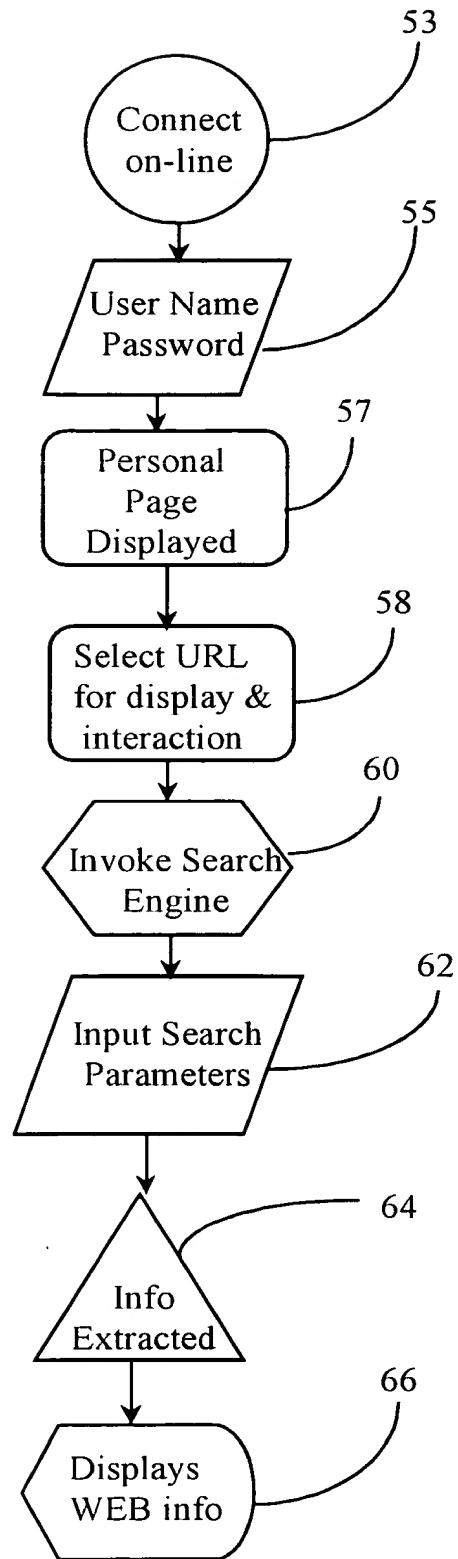 53
Connect
on-line
55
User Name
Password
57
Personal
Page
Displayed
58
Select URL
for display &
interaction
60
Invoke Search
Engine
62
Input Search
Parameters
64
Info
Extracted
66
Displays
WEB info